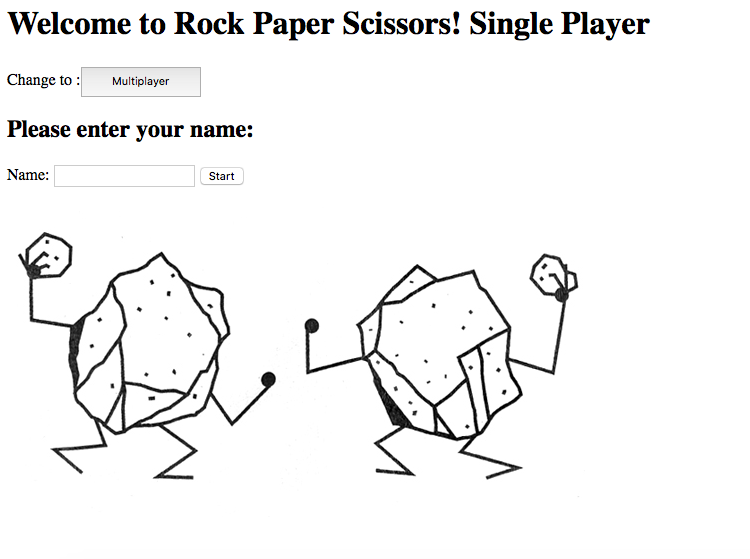 Welcome to Rock Paper Scissors! Single Player
Change to : Multiplayer
Please enter your name:
Name: Start